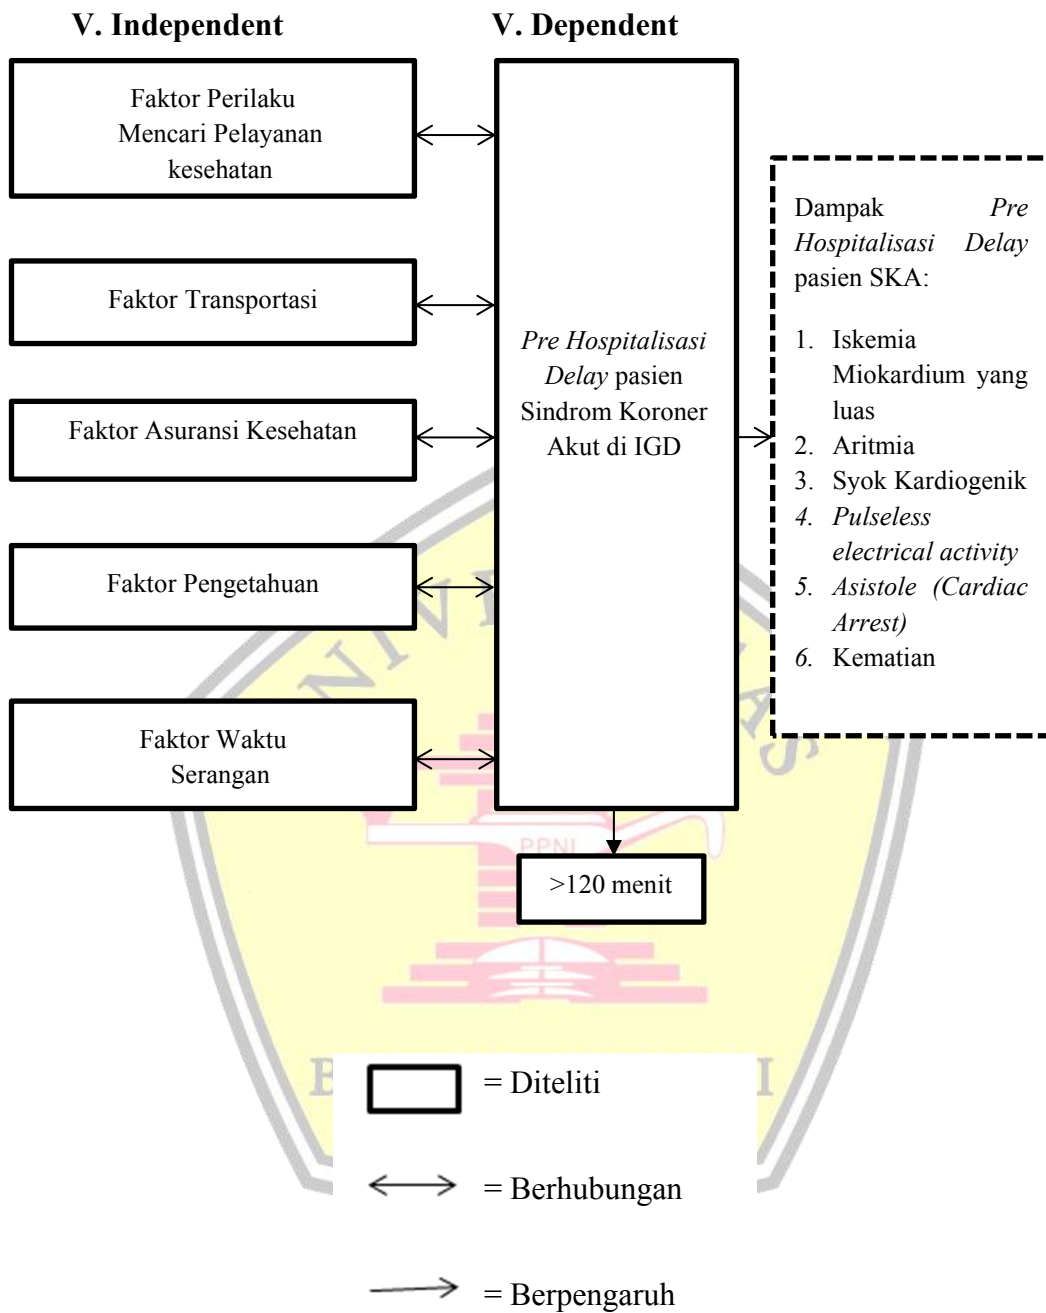 V. Independent
V. Dependent
Faktor Perilaku
Mencari Pelayanan
kesehatan
Faktor Transportasi
Faktor Asuransi Kesehatan
Faktor Pengetahuan
Faktor Waktu
Serangan
Pre Hospitalisasi
Delay pasien
Sindrom Koroner
Akut di IGD
>120 menit
Dampak Pre
Hospitalisasi Delay
pasien SKA:
1. Iskemia
Miokardium yang
luas
2. Aritmia
3. Syok Kardiogenik
4. Pulseless
electrical activity
5. Asistole (Cardiac
Arrest)
6. Kematian
PPNI
= Diteliti
= Berhubungan
= Berpengaruh